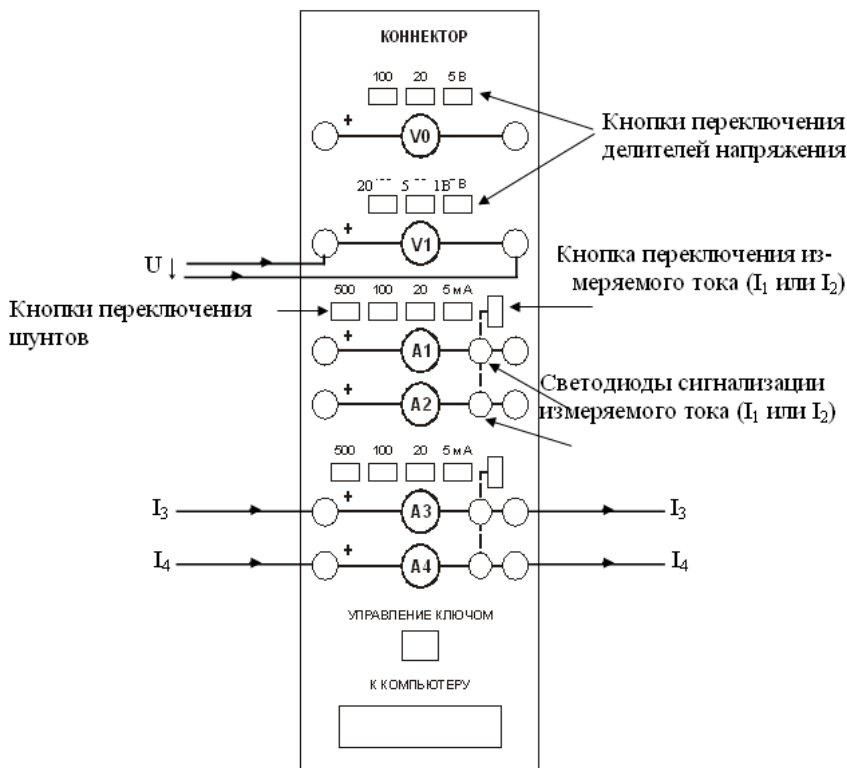 КОННЕКТОР
100 20 5 В
+ V0
Кнопки переключения
делителей напряжения
20 5 1В В
+ V1
U ↓
Кнопка переключения из-
меряемого тока (I₁ или I₂)
500 100 20 5 мА
Кнопки переключения
шунтов
+ A1
Светодиоды сигнализации
измеряемого тока (I₁ или I₂)
+ A2
500 100 20 5 мА
I₃ + A3 I₃
I₄ + A4 I₄
УПРАВЛЕНИЕ КЛЮЧОМ
К КОМПЬЮТЕРУ